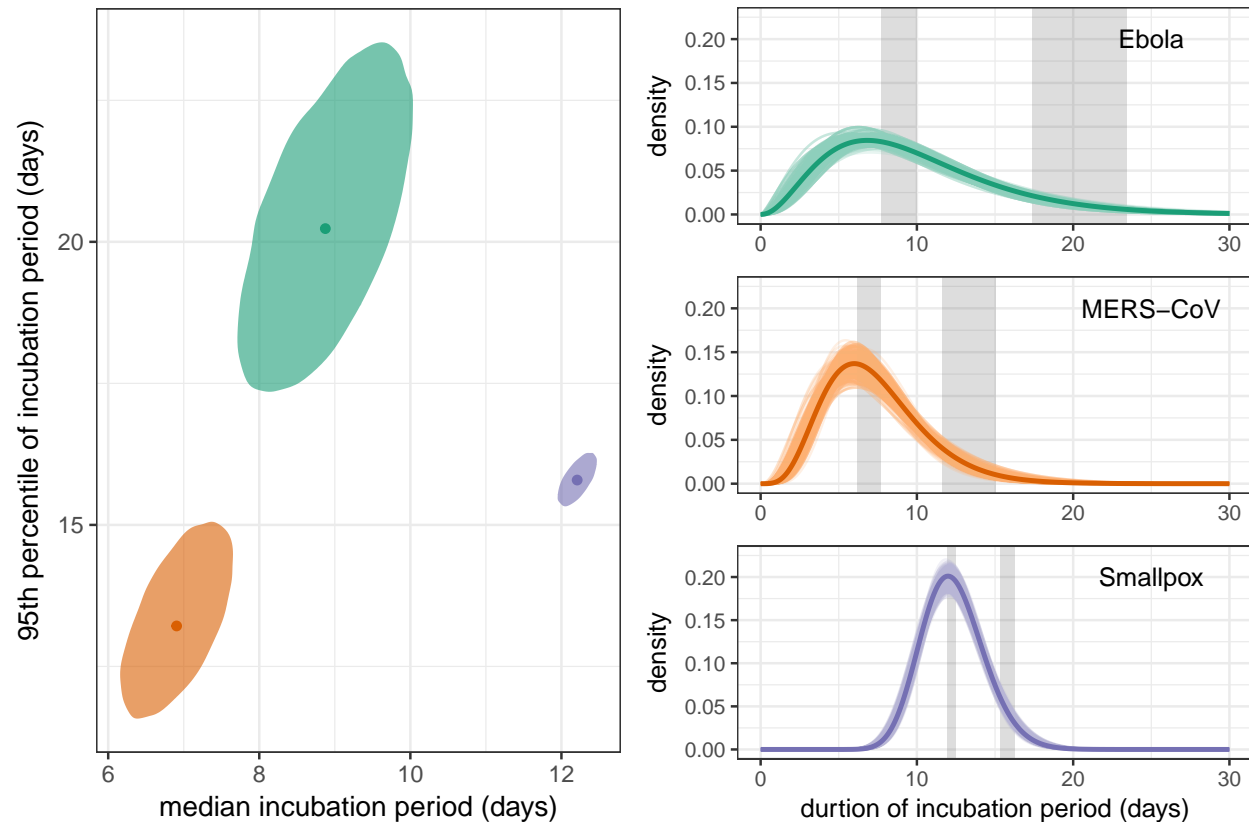 95th percentile of incubation period (days)
20
15
6 8 10 12
median incubation period (days)
density
0.20
0.15
0.10
0.05
0.00
Ebola
0 10 20 30
density
0.20
0.15
0.10
0.05
0.00
MERS−CoV
0 10 20 30
density
0.20
0.15
0.10
0.05
0.00
Smallpox
0 10 20 30
durtion of incubation period (days)